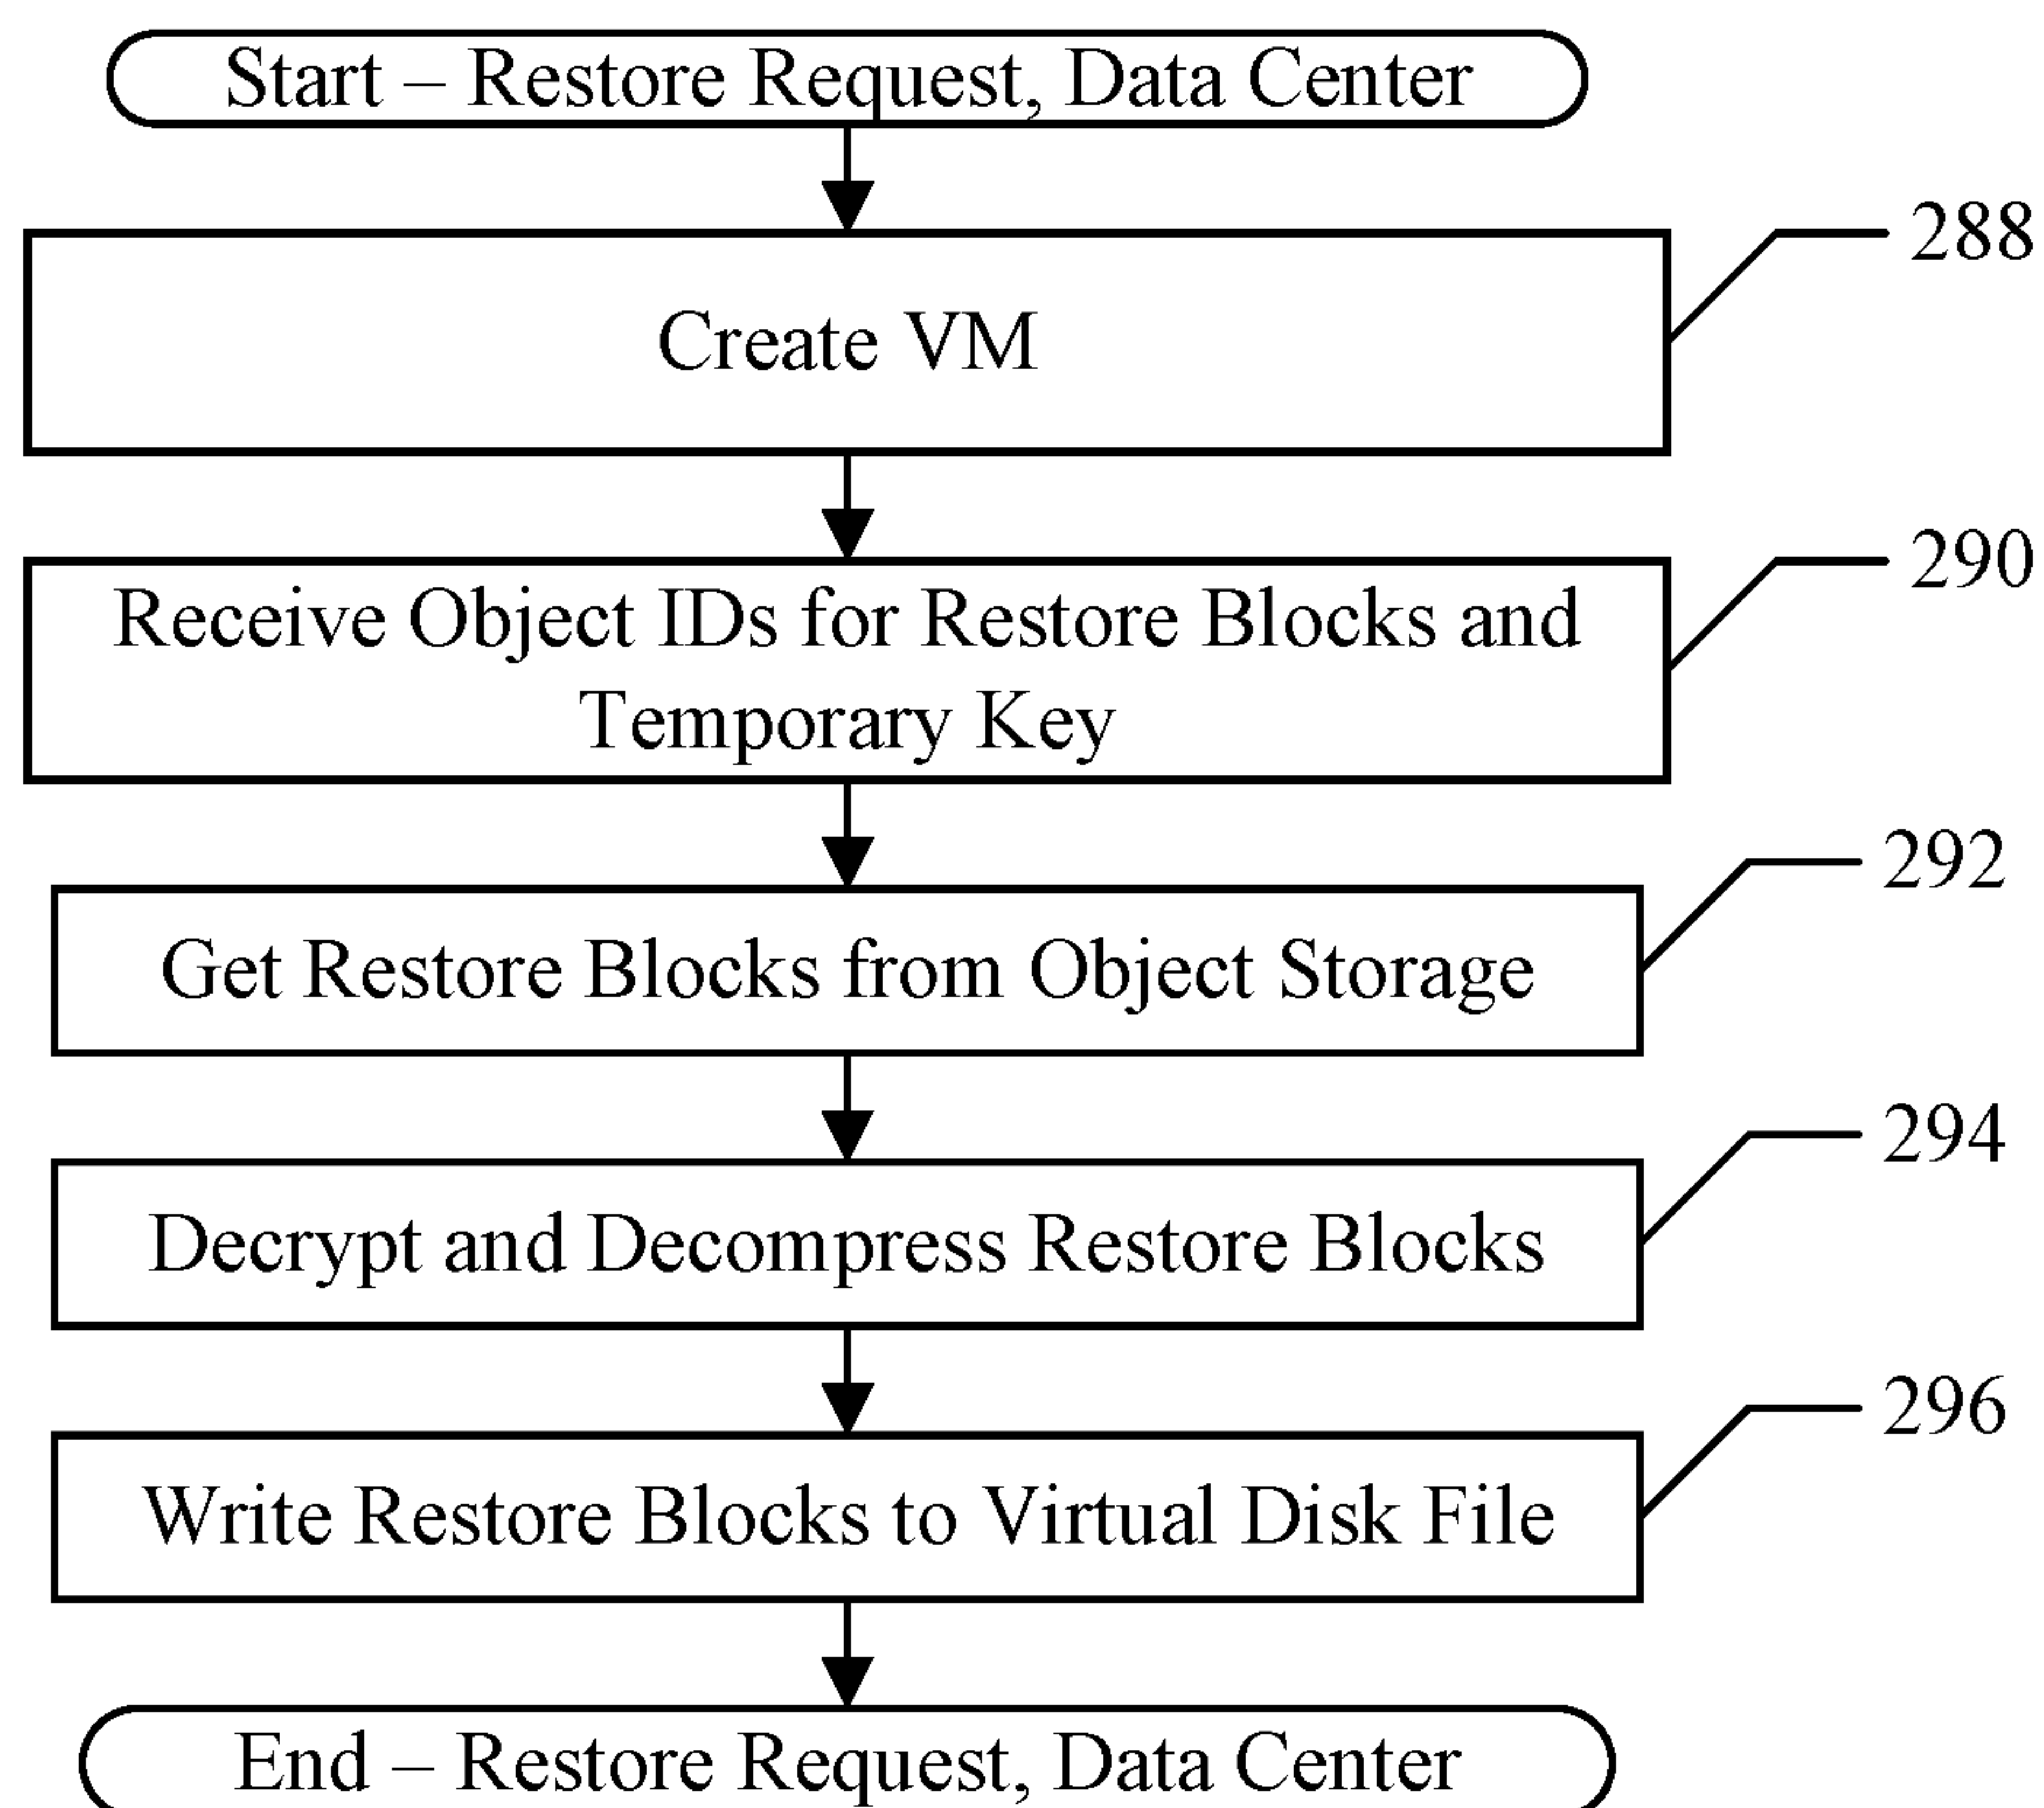 Start – Restore Request, Data Center
288
Create VM
290
Receive Object IDs for Restore Blocks and
Temporary Key
292
Get Restore Blocks from Object Storage
294
Decrypt and Decompress Restore Blocks
296
Write Restore Blocks to Virtual Disk File
End – Restore Request, Data Center